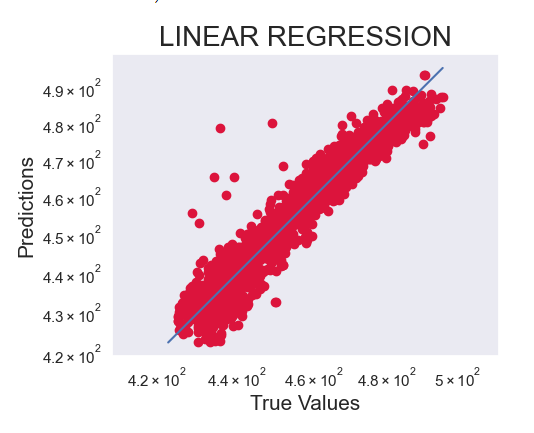 LINEAR REGRESSION
4.9 × 10²
4.8 × 10²
4.7 × 10²
4.6 × 10²
4.5 × 10²
4.4 × 10²
4.3 × 10²
4.2 × 10²
Predictions
4.2 × 10² 4.4 × 10² 4.6 × 10² 4.8 × 10² 5 × 10²
True Values